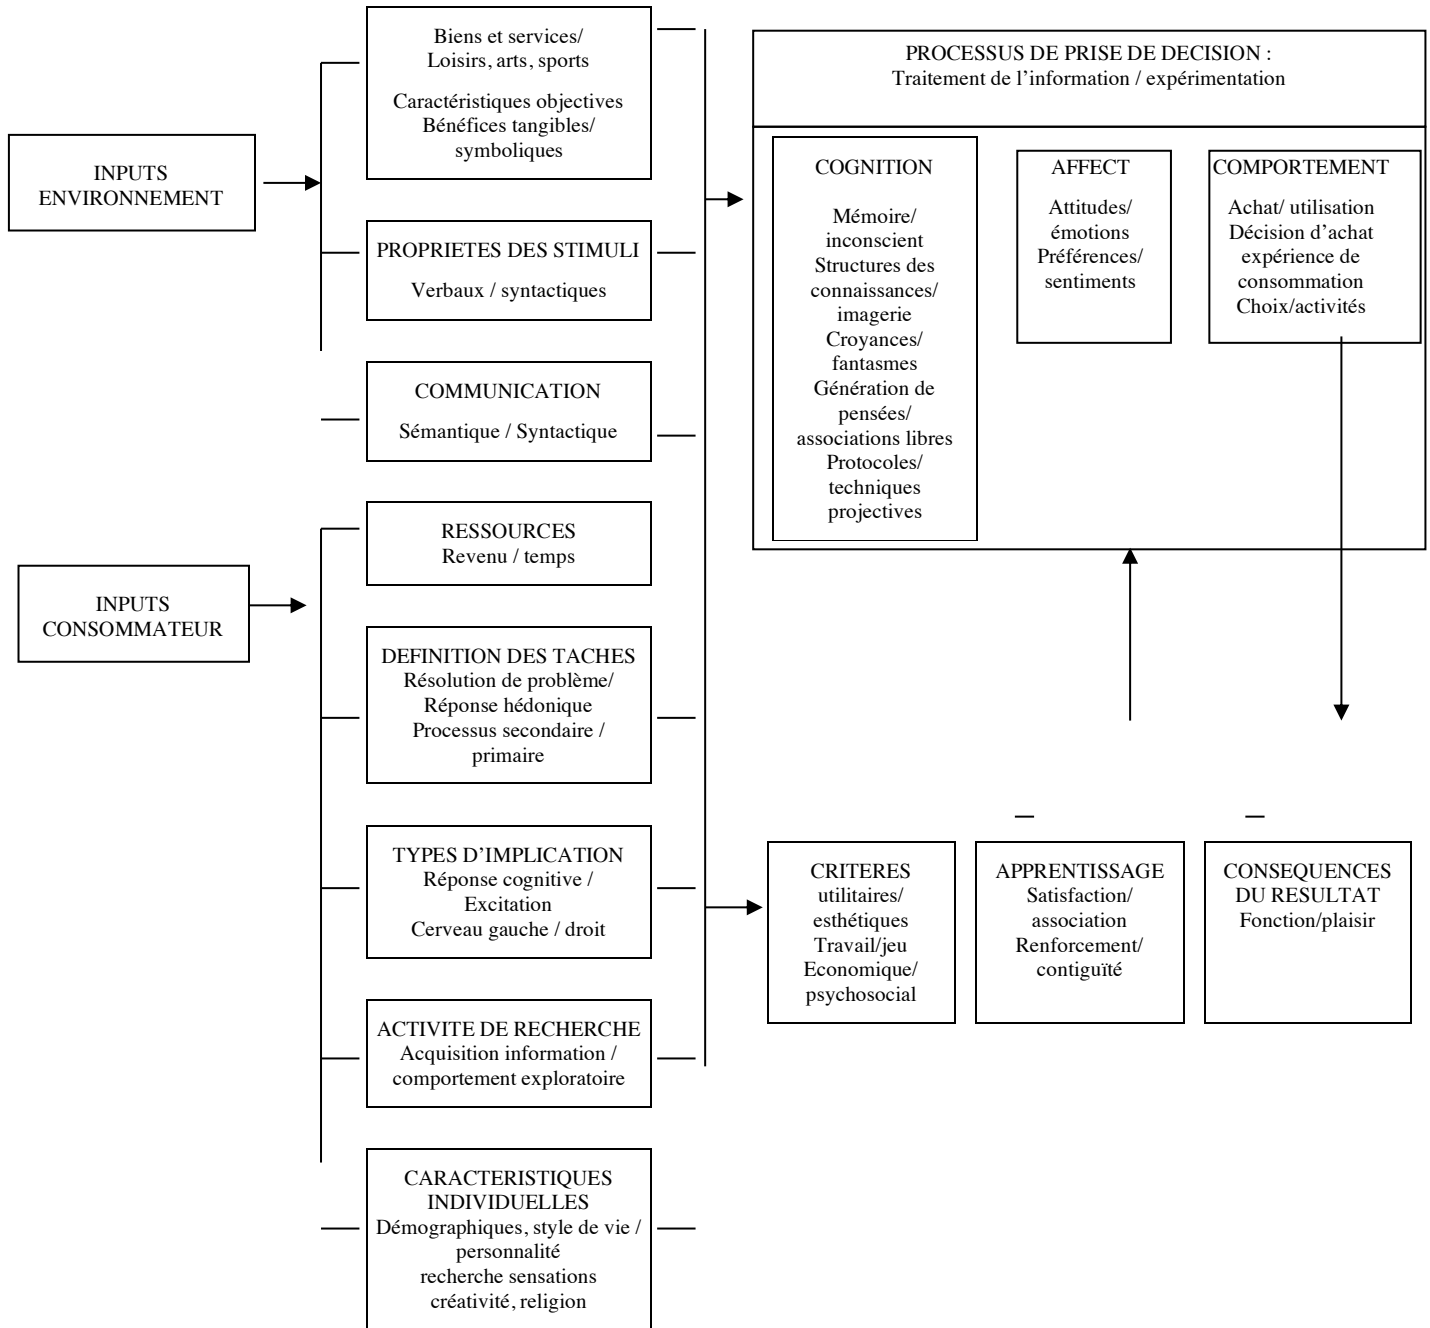 INPUTS
ENVIRONNEMENT
Biens et services/
Loisirs, arts, sports
Caractéristiques objectives
Bénéfices tangibles/
symboliques
PROPRIETES DES STIMULI
Verbaux / syntactiques
COMMUNICATION
Sémantique / Syntactique
INPUTS
CONSOMMATEUR
RESSOURCES
Revenu / temps
DEFINITION DES TACHES
Résolution de problème/
Réponse hédonique
Processus secondaire /
primaire
TYPES D’IMPLICATION
Réponse cognitive /
Excitation
Cerveau gauche / droit
ACTIVITE DE RECHERCHE
Acquisition information /
comportement exploratoire
CARACTERISTIQUES
INDIVIDUELLES
Démographiques, style de vie /
personnalité
recherche sensations
créativité, religion
PROCESSUS DE PRISE DE DECISION :
Traitement de l’information / expérimentation
COGNITION
Mémoire/
inconscient
Structures des
connaissances/
imagerie
Croyances/
fantasmes
Génération de
pensées/
associations libres
Protocoles/
techniques
projectives
AFFECT
Attitudes/
émotions
Préférences/
sentiments
COMPORTEMENT
Achat/ utilisation
Décision d’achat
expérience de
consommation
Choix/activités
CRITERES
utilitaires/
esthétiques
Travail/jeu
Economique/
psychosocial
APPRENTISSAGE
Satisfaction/
association
Renforcement/
contiguïté
CONSEQUENCES
DU RESULTAT
Fonction/plaisir